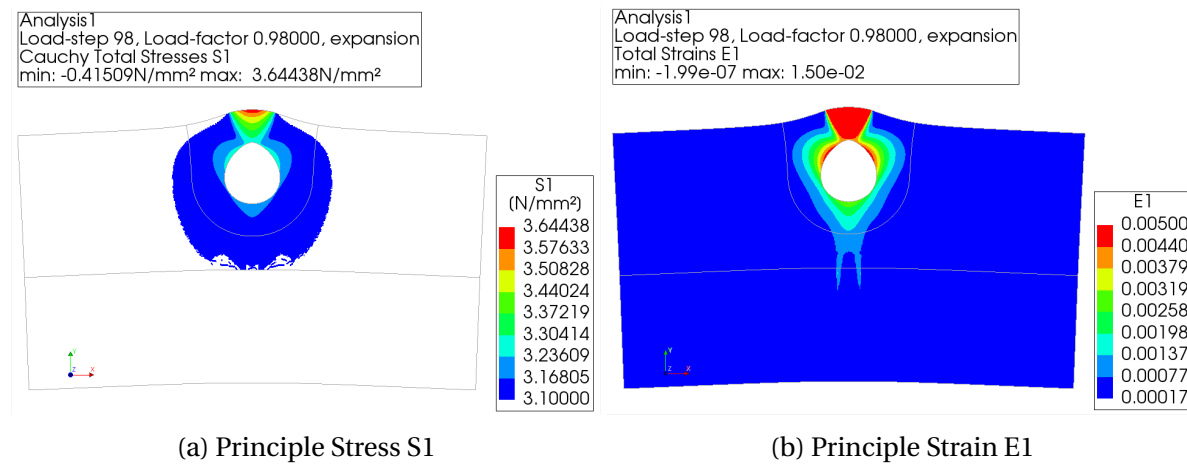 Analysis1
Load-step 98, Load-factor 0.98000, expansion
Cauchy Total Stresses S1
min: -0.41509N/mm² max: 3.64438N/mm²
S1
(N/mm²)
3.64438
3.57633
3.50828
3.44024
3.37219
3.30414
3.23609
3.16805
3.10000
Y
Z
X
(a) Principle Stress S1
Analysis1
Load-step 98, Load-factor 0.98000, expansion
Total Strains E1
min: -1.99e-07 max: 1.50e-02
E1
0.00500
0.00440
0.00379
0.00319
0.00258
0.00198
0.00137
0.00077
0.00017
Y
Z
X
(b) Principle Strain E1